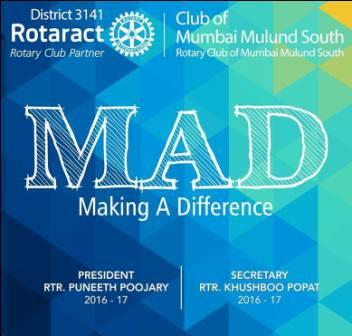 District 3141
Rotaract
Rotary Club Partner
Club of
Mumbai Mulund South
Rotary Club of Mumbai Mulund South
MAD
Making A Difference
PRESIDENT
RTR. PUNEETH POOJARY
2016 - 17
SECRETARY
RTR. KHUSHBOO POPAT
2016 - 17